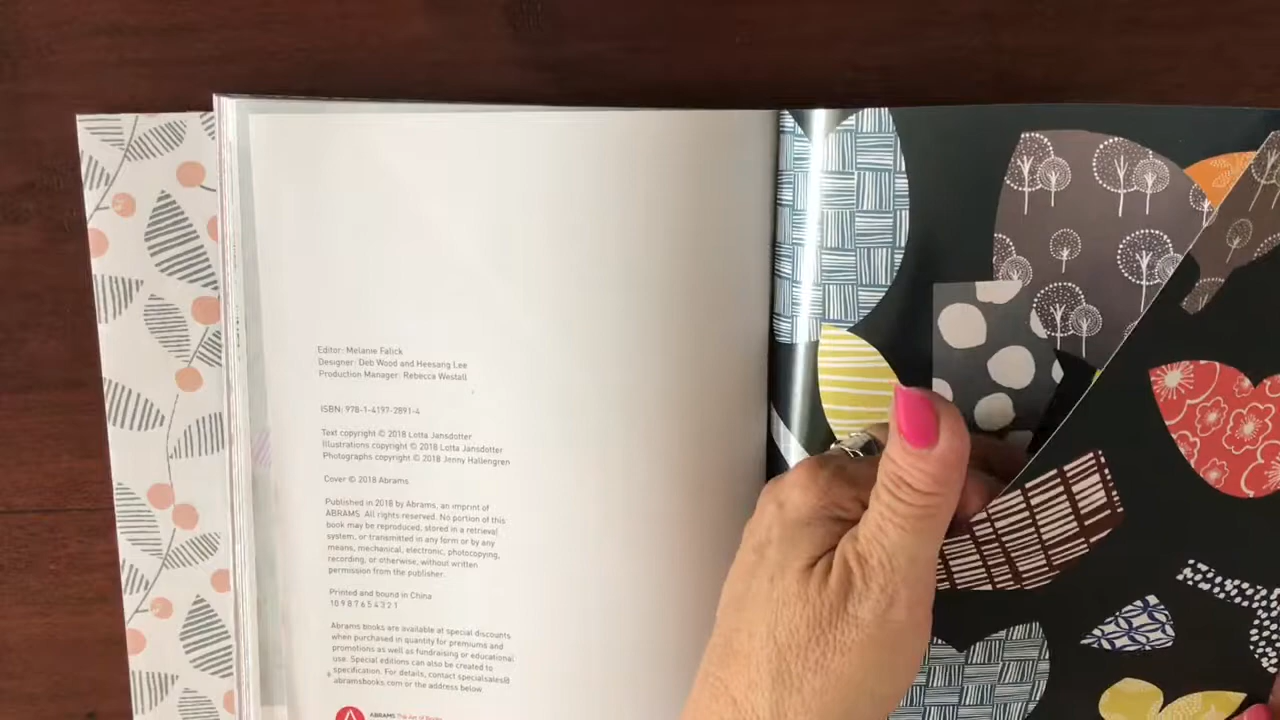 Editor: Melanie Falick
Designer: Deb Wood and Heesang Lee
Production Manager: Rebecca Westall
ISBN: 978-1-4197-2891-4
Text copyright © 2018 Lotta Jansdotter
Illustrations copyright © 2018 Lotta Jansdotter
Photographs copyright © 2018 Jenny Hallengren
Cover © 2018 Abrams
Published in 2018 by Abrams, an imprint of
ABRAMS. All rights reserved. No portion of this
book may be reproduced, stored in a retrieval
system, or transmitted in any form or by any
means, mechanical, electronic, photocopying,
recording, or otherwise, without written
permission from the publisher.
Printed and bound in China
10 9 8 7 6 5 4 3 2 1
Abrams books are available at special discounts
when purchased in quantity for premiums and
promotions as well as fundraising or educational
use. Special editions can also be created to
specification. For details, contact specialsales@
abramsbooks.com or the address below
ABRAMS The Art of Books